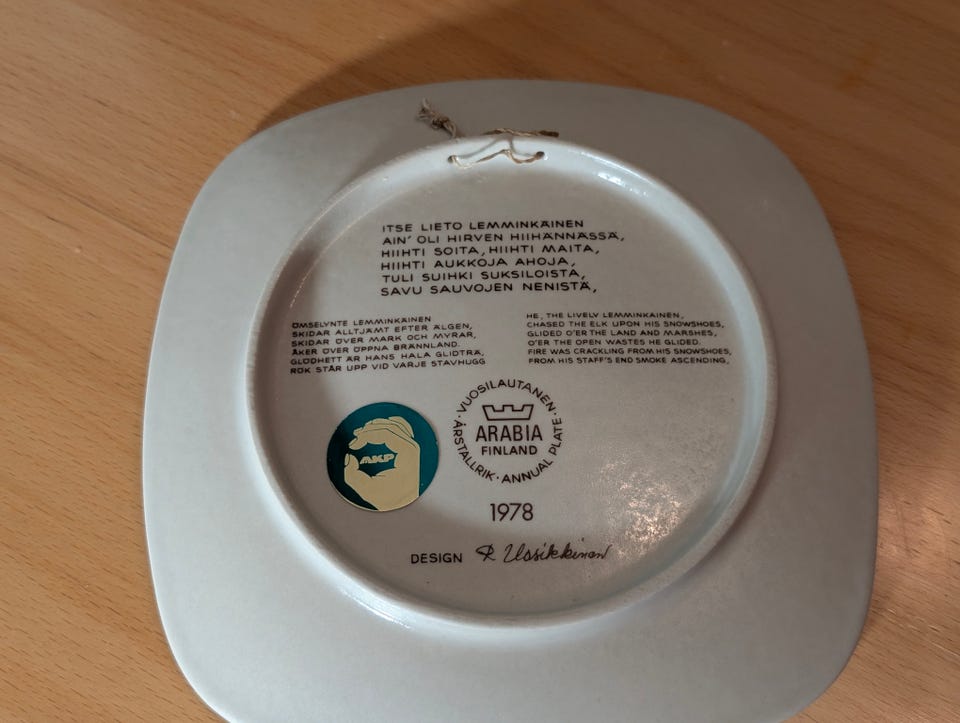 ITSE LIETO LEMMINKÄINEN
AIN' OLI HIRVEN HIIHÄNNÄSSÄ,
HIIHTI SOITA, HIIHTI MAITA,
HIIHTI AUKKOJA AHOJA,
TULI SUIHKI SUKSILOISTA,
SAVU SAUVOJEN NENISTÄ,
ÖMSELYNTE LEMMINKÄINEN
SKIDAR ALLTJÄMT EFTER ÄLGEN,
SKIDAR ÖVER MARK OCH MYRAR,
ÅKER ÖVER ÖPPNA BRÄNNLAND.
GLÖDHETT ÄR HANS HALA GLIDTRÄ,
RÖK STÅR UPP VID VARJE STAVHUGG
HE, THE LIVELY LEMMINKAINEN,
CHASED THE ELK UPON HIS SNOWSHOES,
GLIDED O'ER THE LAND AND MARSHES,
O'ER THE OPEN WASTES HE GLIDED.
FIRE WAS CRACKLING FROM HIS SNOWSHOES,
FROM HIS STAFF'S END SMOKE ASCENDING,
AKP
VUOSILAUTANEN·
ARABIA
FINLAND
ÅRSTALLRIK · ANNUAL PLATE
1978
DESIGN R Uosikkinen